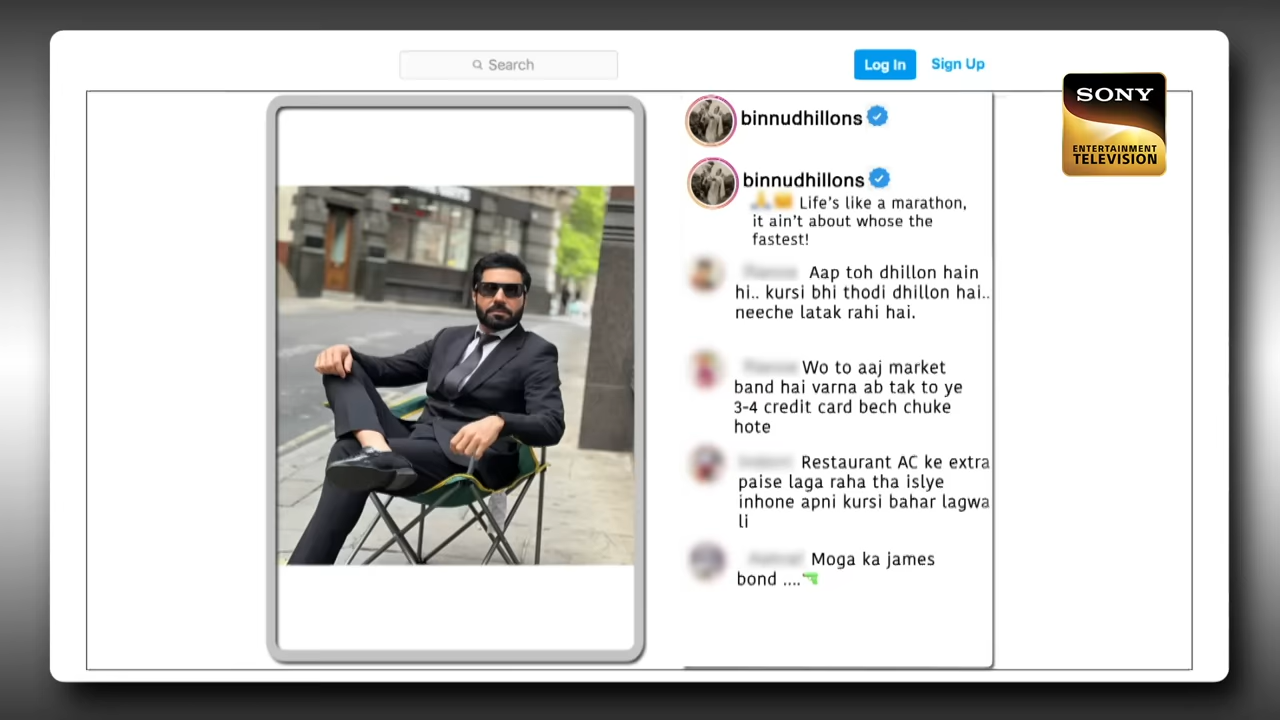 Search
Log In
Sign Up
SONY
ENTERTAINMENT
TELEVISION
binnudhillons
binnudhillons
Life's like a marathon,
it ain't about whose the
fastest!
Aap toh dhillon hain
hi.. kursi bhi thodi dhillon hai..
neeche latak rahi hai.
Wo to aaj market
band hai varna ab tak to ye
3-4 credit card bech chuke
hote
Restaurant AC ke extra
paise laga raha tha islye
inhone apni kursi bahar lagwa
li
Moga ka james
bond ....